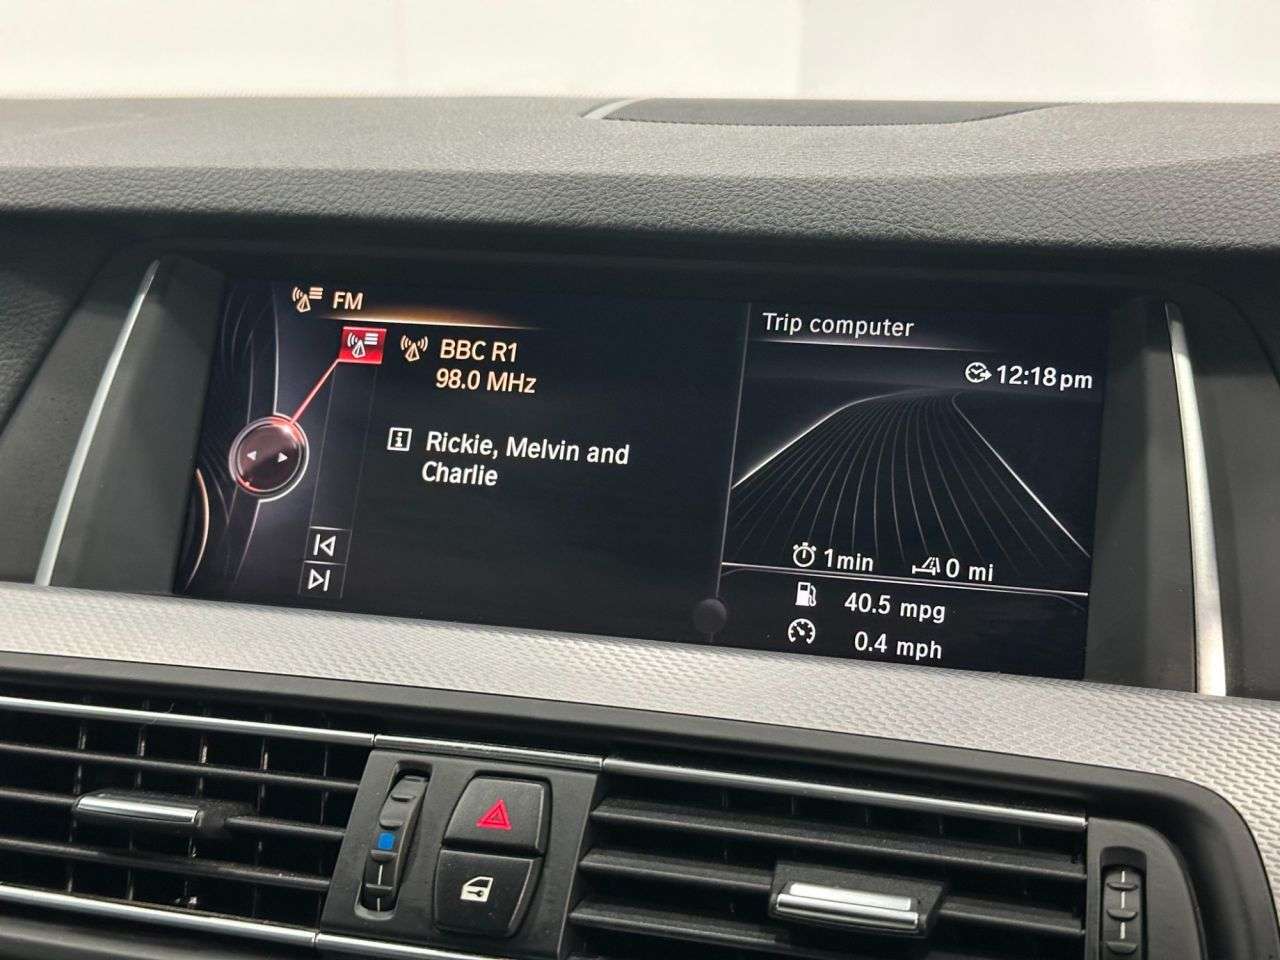 FM
BBC R1
98.0 MHz
Rickie, Melvin and
Charlie
Trip computer
12:18pm
1min
0 mi
40.5 mpg
0.4 mph